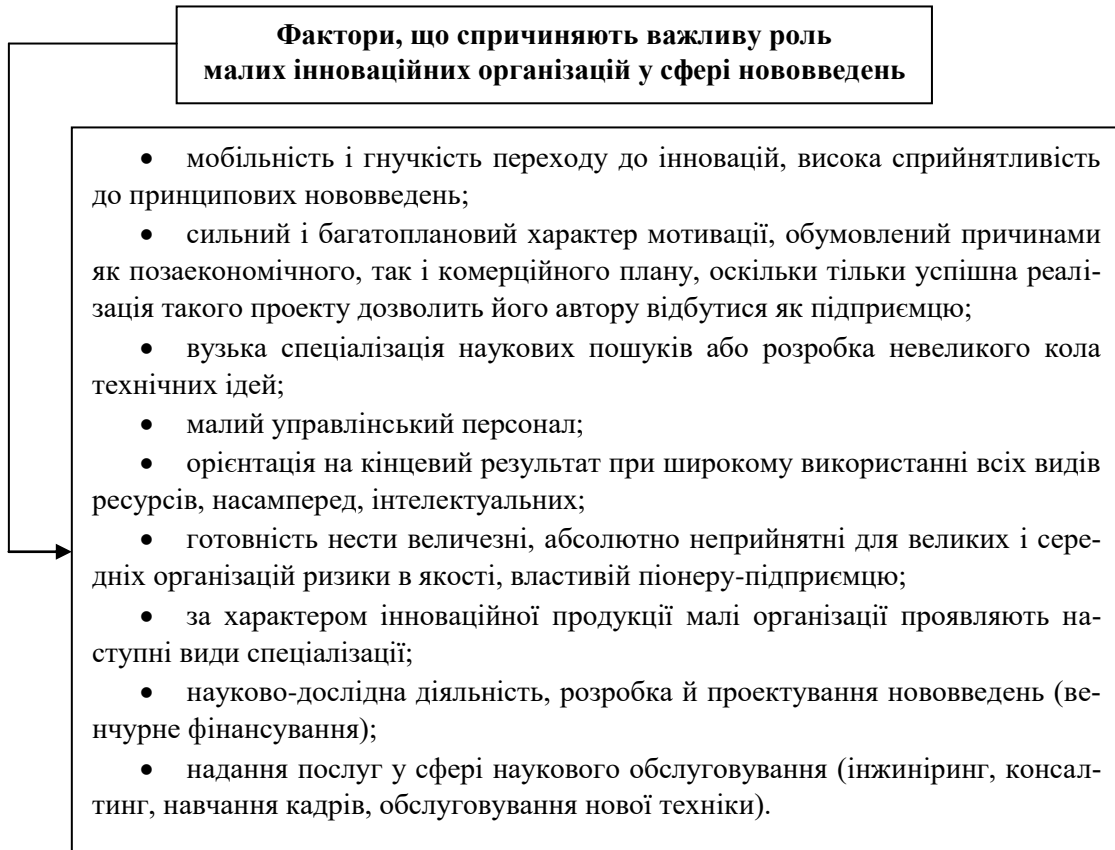 Фактори, що спричиняють важливу роль
малих інноваційних організацій у сфері нововведень
• мобільність і гнучкість переходу до інновацій, висока сприйнятливість
до принципових нововведень;
• сильний і багатоплановий характер мотивації, обумовлений причинами
як позаекономічного, так і комерційного плану, оскільки тільки успішна реалі-
зація такого проекту дозволить його автору відбутися як підприємцю;
• вузька спеціалізація наукових пошуків або розробка невеликого кола
технічних ідей;
• малий управлінський персонал;
• орієнтація на кінцевий результат при широкому використанні всіх видів
ресурсів, насамперед, інтелектуальних;
• готовність нести величезні, абсолютно неприйнятні для великих і сере-
дніх організацій ризики в якості, властивій піонеру-підприємцю;
• за характером інноваційної продукції малі організації проявляють на-
ступні види спеціалізації;
• науково-дослідна діяльність, розробка й проектування нововведень (ве-
нчурне фінансування);
• надання послуг у сфері наукового обслуговування (інжиніринг, консал-
тинг, навчання кадрів, обслуговування нової техніки).